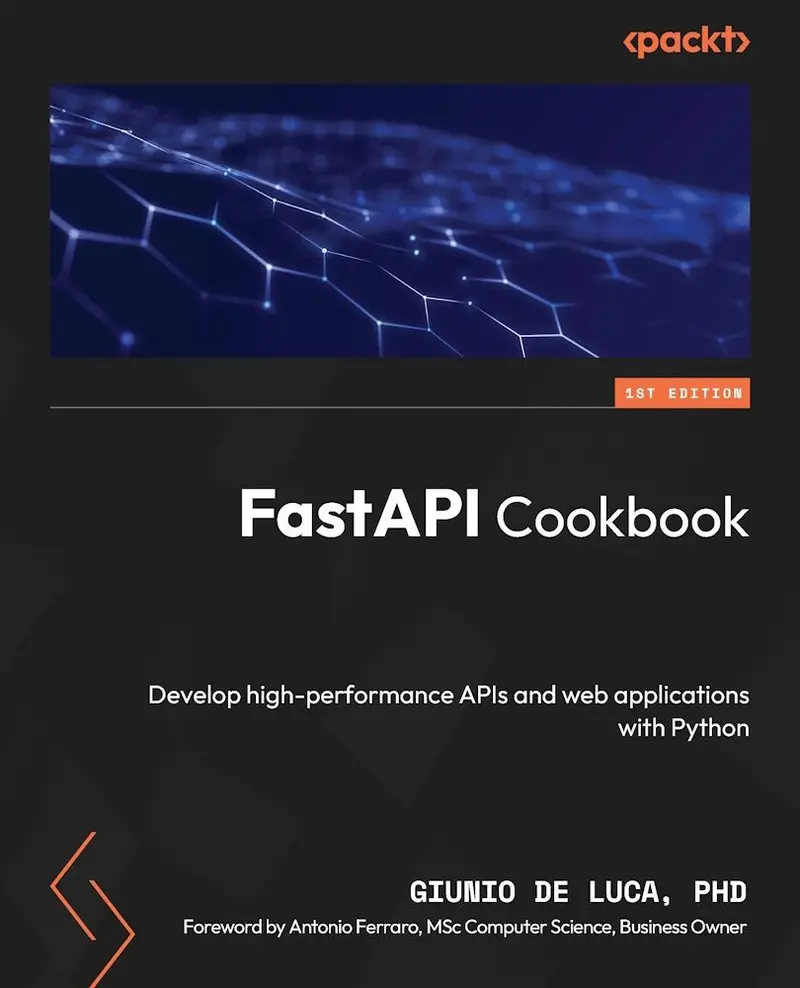 <packt>
1ST EDITION
FastAPI Cookbook
Develop high-performance APIs and web applications
with Python
GIUNIO DE LUCA, PHD
Foreword by Antonio Ferraro, MSc Computer Science, Business Owner